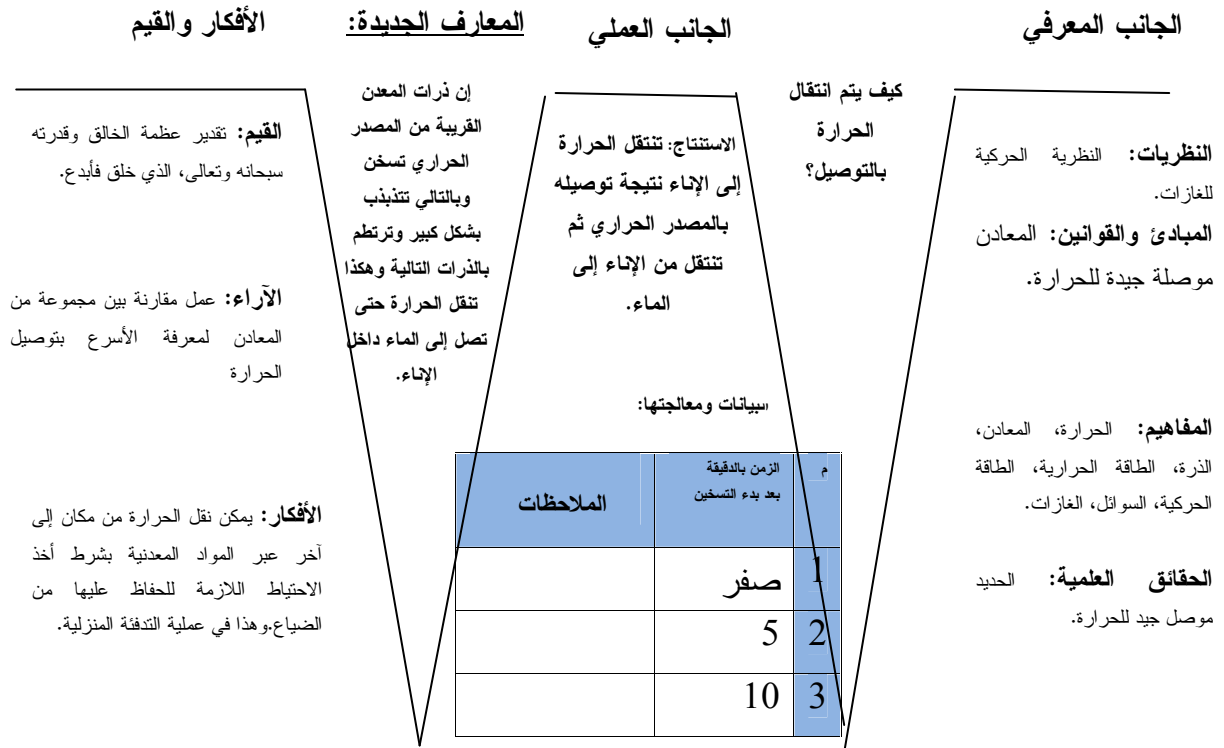 الجانب المعرفي
النظريات: النظرية الحركية
للغازات.
المبادئ والقوانين: المعادن
موصلة جيدة للحرارة.
المفاهيم: الحرارة، المعادن،
الذرة، الطاقة الحرارية، الطاقة
الحركية، السوائل، الغازات.
الحقائق العلمية: الحديد
موصل جيد للحرارة.
كيف يتم انتقال
الحرارة
بالتوصيل؟
الجانب العملي
الاستنتاج: تنتقل الحرارة
إلى الإناء نتيجة توصيله
بالمصدر الحراري ثم
تنتقل من الإناء إلى
الماء.
سبيانات ومعالجتها:
م الزمن بالدقيقة
بعد بدء التسخين
الملاحظات
1 صفر
2 5
3 10
المعارف الجديدة:
إن ذرات المعدن
القريبة من المصدر
الحراري تسخن
وبالتالي تتذبذب
بشكل كبير وترتطم
بالذرات التالية وهكذا
تنقل الحرارة حتى
تصل إلى الماء داخل
الإناء.
الأفكار والقيم
القيم: تقدير عظمة الخالق وقدرته
سبحانه وتعالى، الذي خلق فأبدع.
الآراء: عمل مقارنة بين مجموعة من
المعادن لمعرفة الأسرع بتوصيل
الحرارة
الأفكار: يمكن نقل الحرارة من مكان إلى
آخر عبر المواد المعدنية بشرط أخذ
الاحتياط اللازمة للحفاظ عليها من
الضياع.وهذا في عملية التدفئة المنزلية.